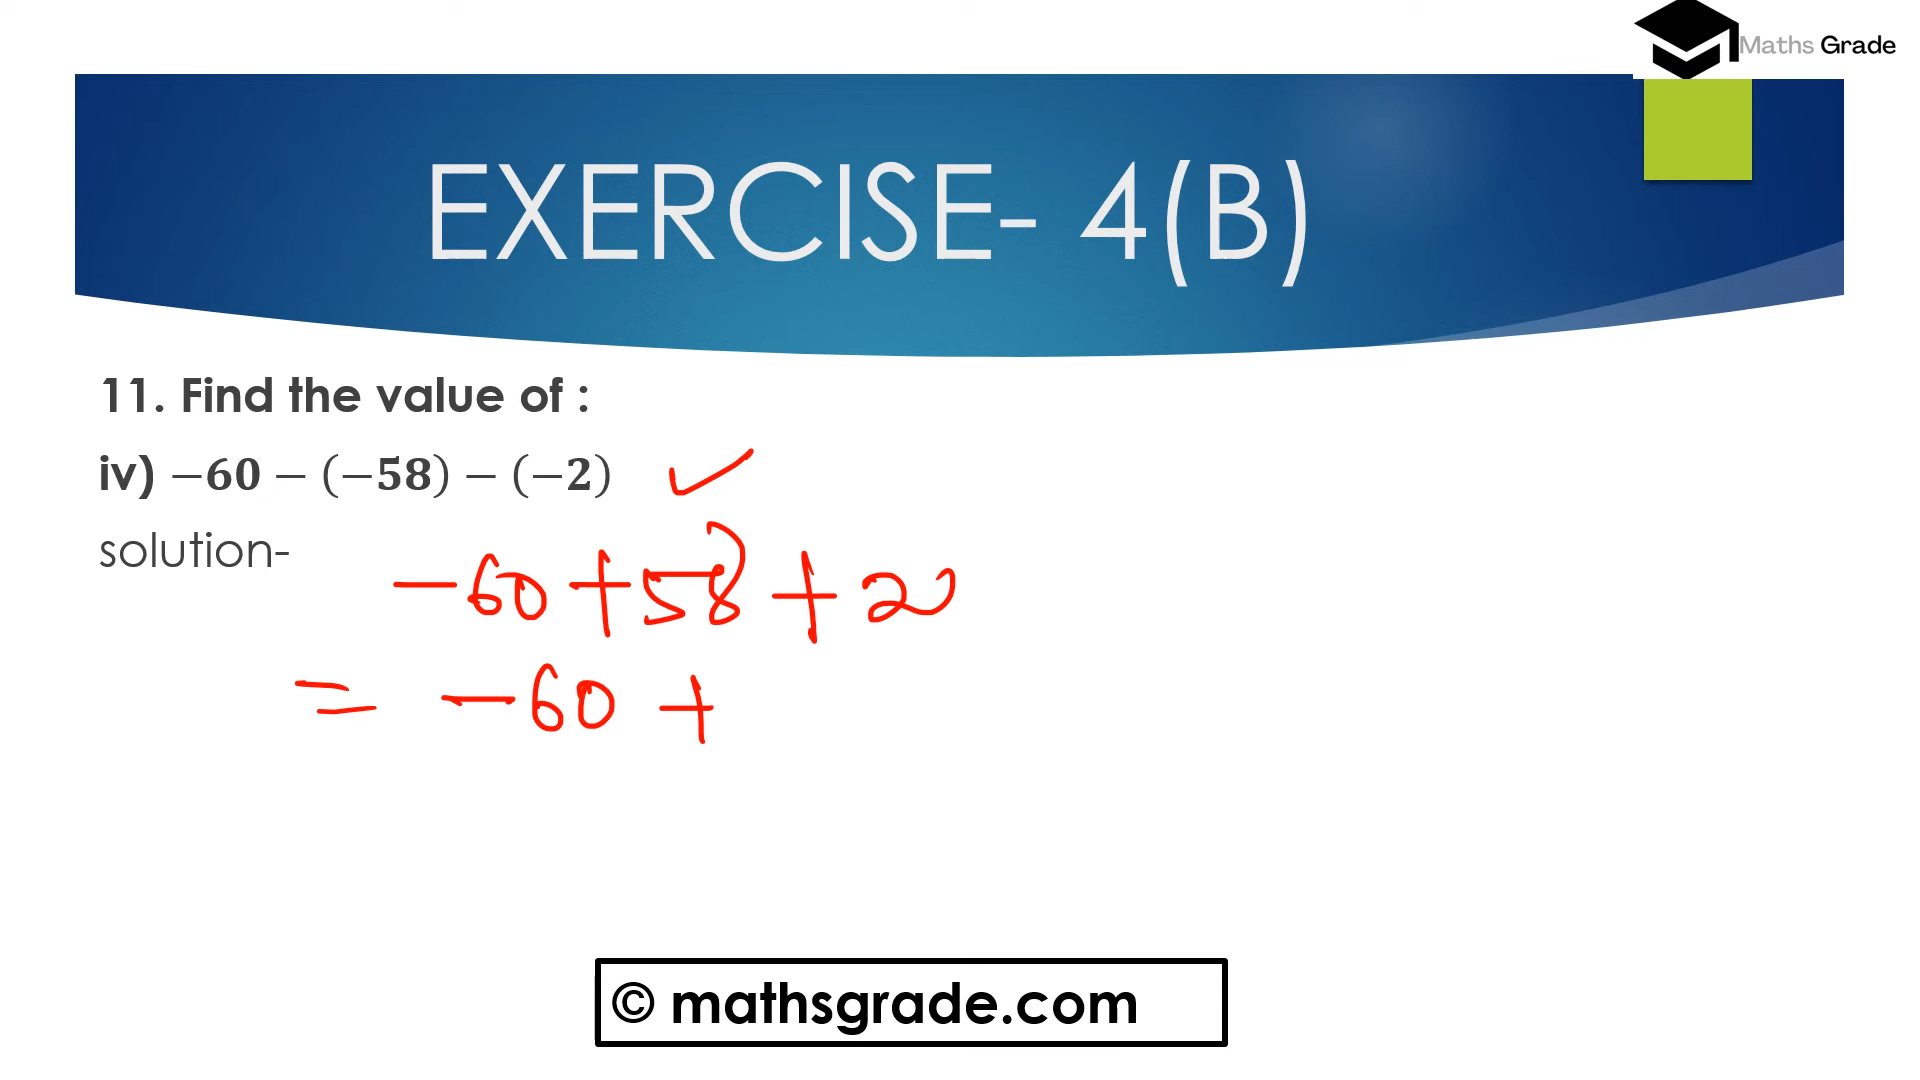 Maths Grade
EXERCISE- 4(B)
11. Find the value of :
iv) −60 − (−58) − (−2)
solution-
−60 + 58 + 2
= −60 +
© mathsgrade.com